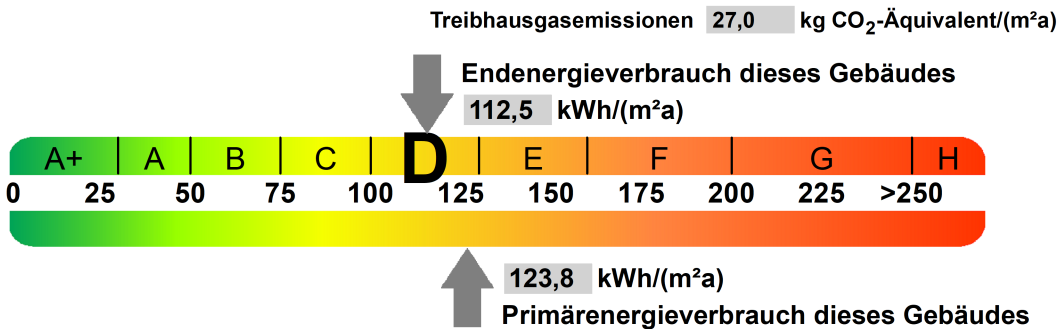 Treibhausgasemissionen 27,0 kg CO₂-Äquivalent/(m²a)
Endenergieverbrauch dieses Gebäudes
112,5 kWh/(m²a)
A+ A B C D E F G H
0 25 50 75 100 125 150 175 200 225 >250
123,8 kWh/(m²a)
Primärenergieverbrauch dieses Gebäudes